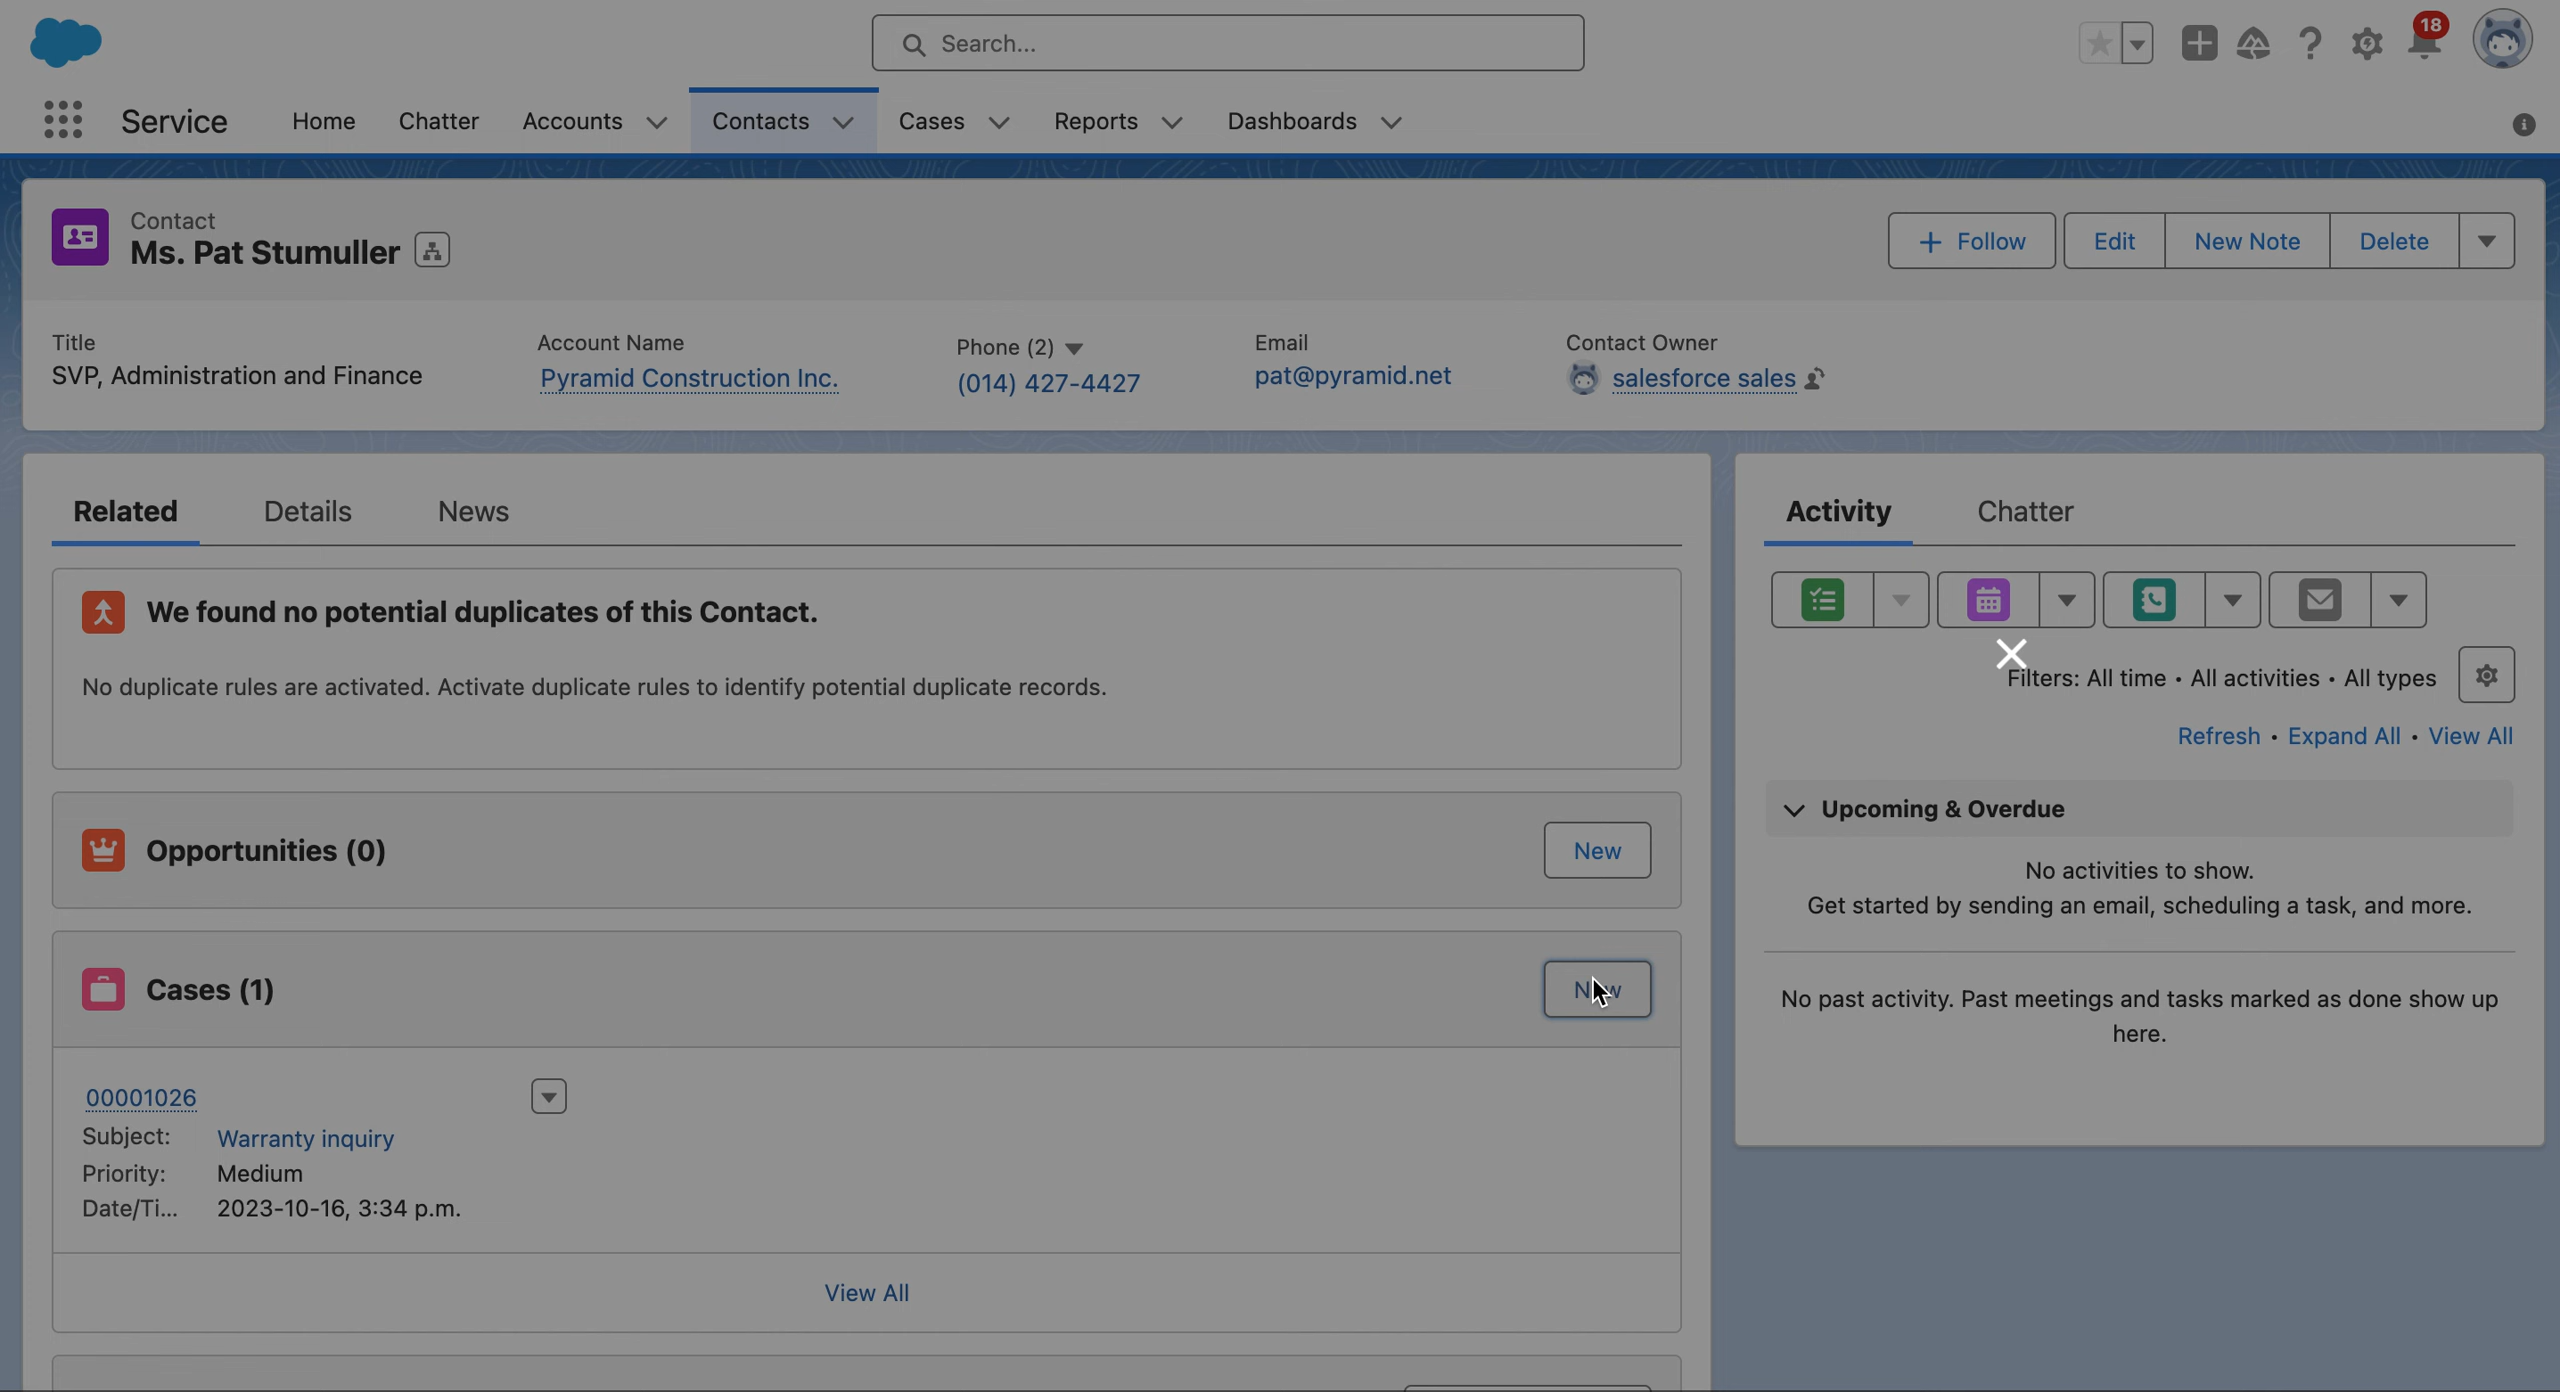 Search...
18
Service
Home
Chatter
Accounts
Contacts
Cases
Reports
Dashboards
Contact
Ms. Pat Stumuller
Follow
Edit
New Note
Delete
Title
SVP, Administration and Finance
Account Name
Pyramid Construction Inc.
Phone (2)
(014) 427-4427
Email
pat@pyramid.net
Contact Owner
salesforce sales
Related
Details
News
We found no potential duplicates of this Contact.
No duplicate rules are activated. Activate duplicate rules to identify potential duplicate records.
Opportunities (0)
New
Cases (1)
New
00001026
Subject: Warranty inquiry
Priority: Medium
Date/Ti... 2023-10-16, 3:34 p.m.
View All
Activity
Chatter
Filters: All time • All activities • All types
Refresh • Expand All • View All
Upcoming & Overdue
No activities to show.
Get started by sending an email, scheduling a task, and more.
No past activity. Past meetings and tasks marked as done show up
here.